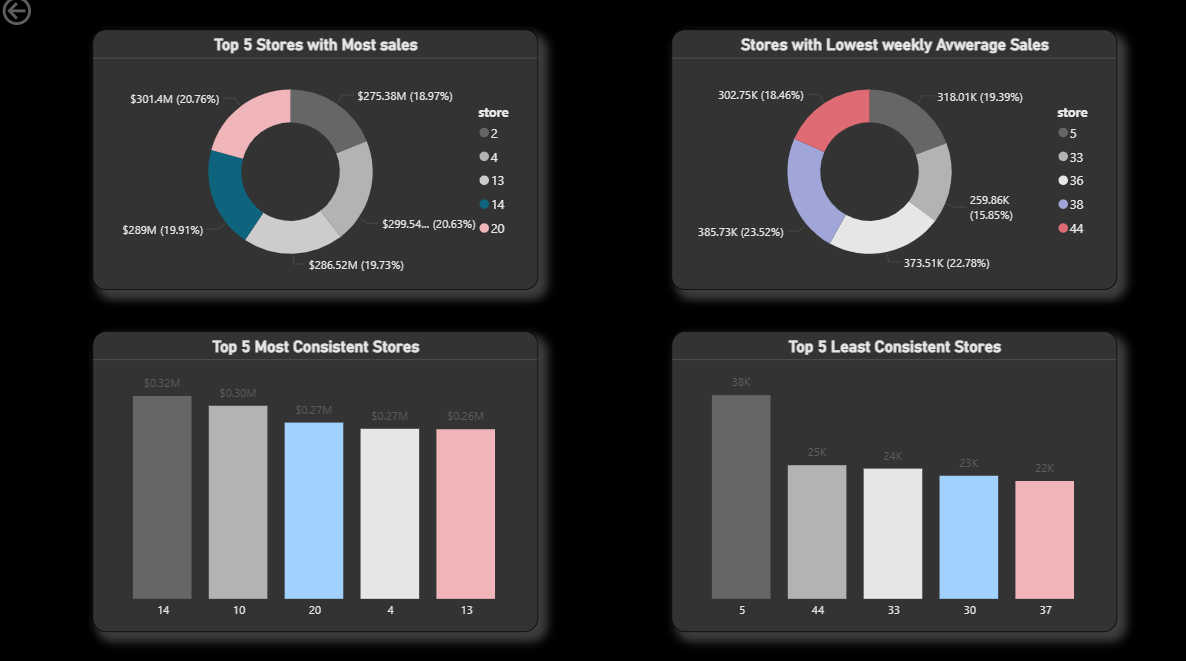 Top 5 Stores with Most sales
$301.4M (20.76%)
$275.38M (18.97%)
$299.54... (20.63%)
$286.52M (19.73%)
$289M (19.91%)
store
2
4
13
14
20
Stores with Lowest weekly Avwerage Sales
302.75K (18.46%)
318.01K (19.39%)
259.86K
(15.85%)
373.51K (22.78%)
385.73K (23.52%)
store
5
33
36
38
44
Top 5 Most Consistent Stores
$0.32M
$0.30M
$0.27M
$0.27M
$0.26M
14
10
20
4
13
Top 5 Least Consistent Stores
38K
25K
24K
23K
22K
5
44
33
30
37